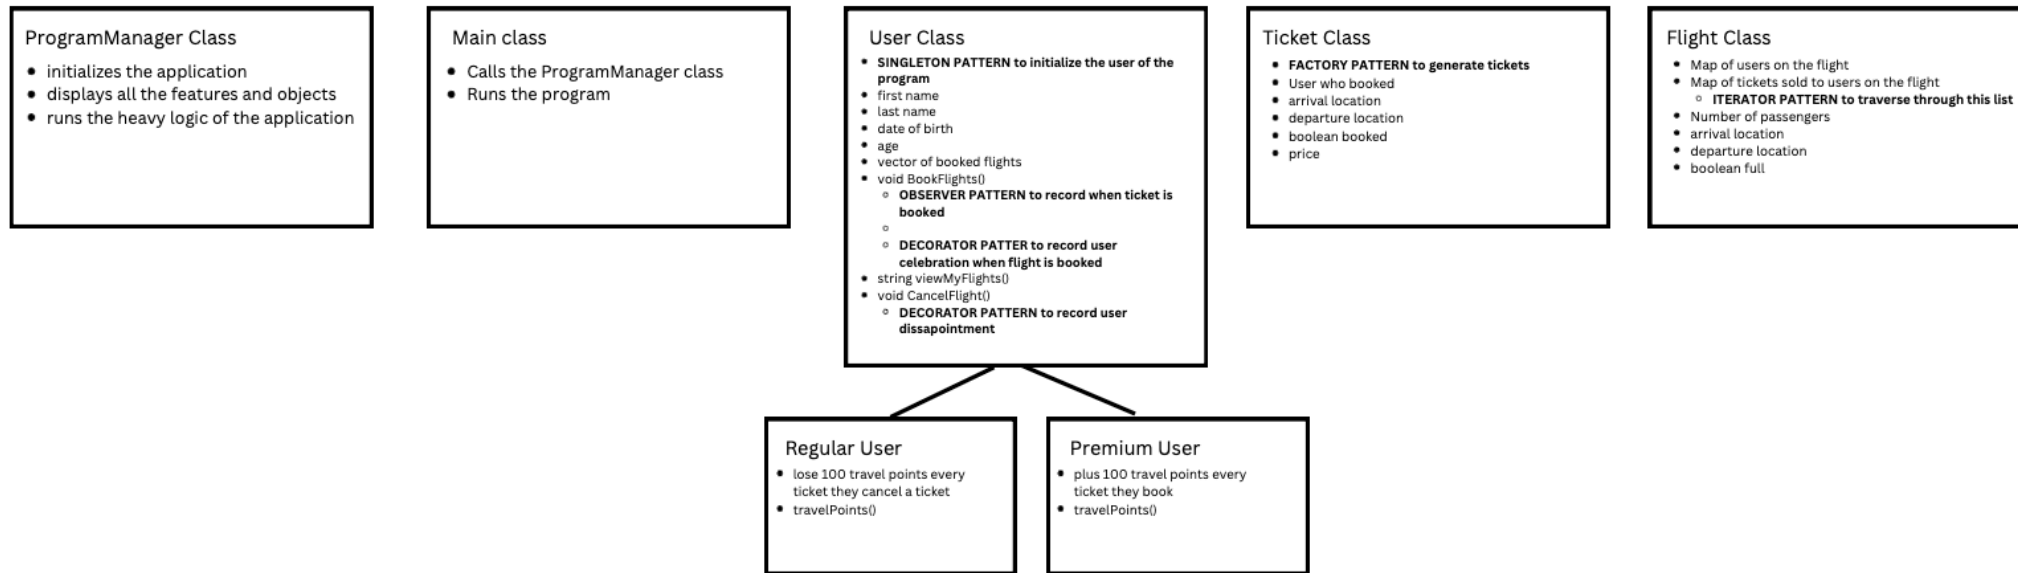 ProgramManager Class
• initializes the application
• displays all the features and objects
• runs the heavy logic of the application
Main class
• Calls the ProgramManager class
• Runs the program
User Class
• SINGLETON PATTERN to initialize the user of the
program
• first name
• last name
• date of birth
• age
• vector of booked flights
• void BookFlights()
◦ OBSERVER PATTERN to record when ticket is
booked
◦
◦ DECORATOR PATTER to record user
celebration when flight is booked
• string viewMyFlights()
• void CancelFlight()
◦ DECORATOR PATTERN to record user
dissapointment
Ticket Class
• FACTORY PATTERN to generate tickets
• User who booked
• arrival location
• departure location
• boolean booked
• price
Flight Class
• Map of users on the flight
• Map of tickets sold to users on the flight
◦ ITERATOR PATTERN to traverse through this list
• Number of passengers
• arrival location
• departure location
• boolean full
Regular User
• lose 100 travel points every
ticket they cancel a ticket
• travelPoints()
Premium User
• plus 100 travel points every
ticket they book
• travelPoints()